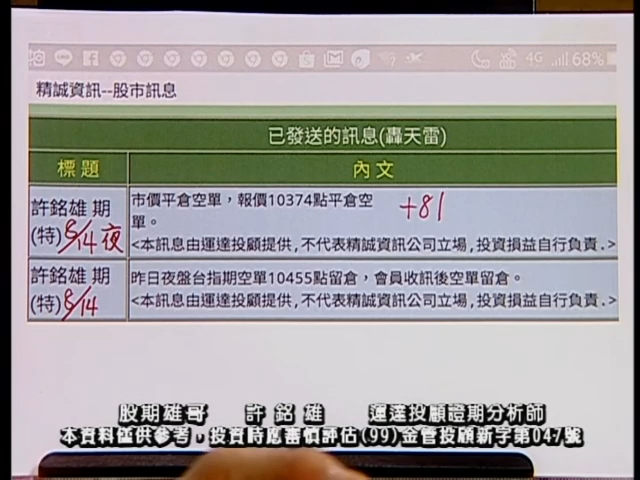 4G 68%
精誠資訊--股市訊息
已發送的訊息(轟天雷)
標題 內文
許銘雄 期(特) 8/14 夜
市價平倉空單，報價10374點平倉空單。 +81
<本訊息由運達投顧提供,不代表精誠資訊公司立場,投資損益自行負責.>
許銘雄 期(特) 8/14
昨日夜盤台指期空單10455點留倉，會員收訊後空單留倉。
<本訊息由運達投顧提供,不代表精誠資訊公司立場,投資損益自行負責.>
股期雄哥 許銘雄 運達投顧證期分析師
本資料僅供參考，投資時應審慎評估(99)金管投顧新字第047號